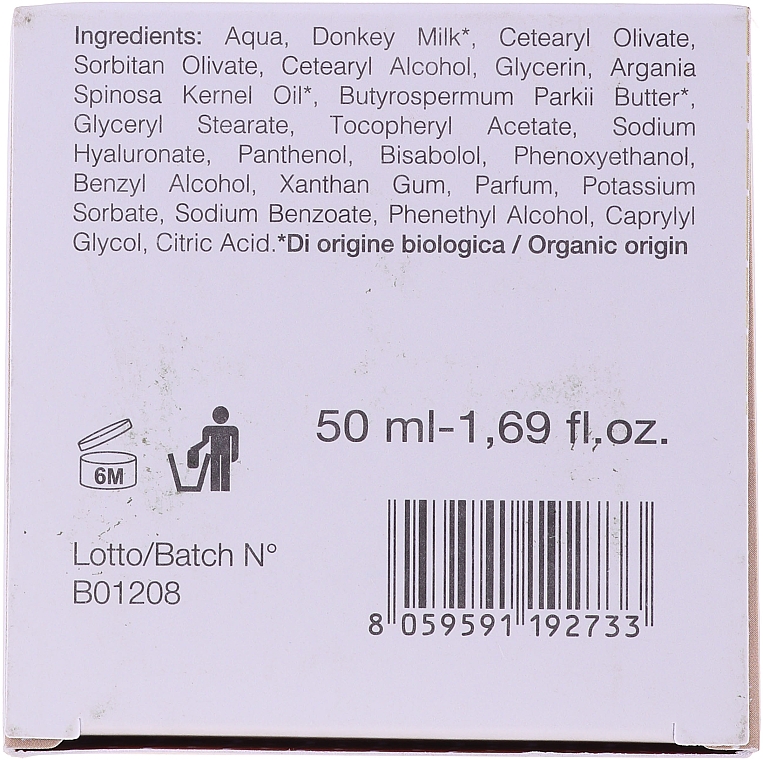 Ingredients: Aqua, Donkey Milk*, Cetearyl Olivate,
Sorbitan Olivate, Cetearyl Alcohol, Glycerin, Argania
Spinosa Kernel Oil*, Butyrospermum Parkii Butter*,
Glyceryl Stearate, Tocopheryl Acetate, Sodium
Hyaluronate, Panthenol, Bisabolol, Phenoxyethanol,
Benzyl Alcohol, Xanthan Gum, Parfum, Potassium
Sorbate, Sodium Benzoate, Phenethyl Alcohol, Caprylyl
Glycol, Citric Acid.*Di origine biologica / Organic origin
50 ml-1,69 fl.oz.
6M
Lotto/Batch N°
B01208
8 059591 192733